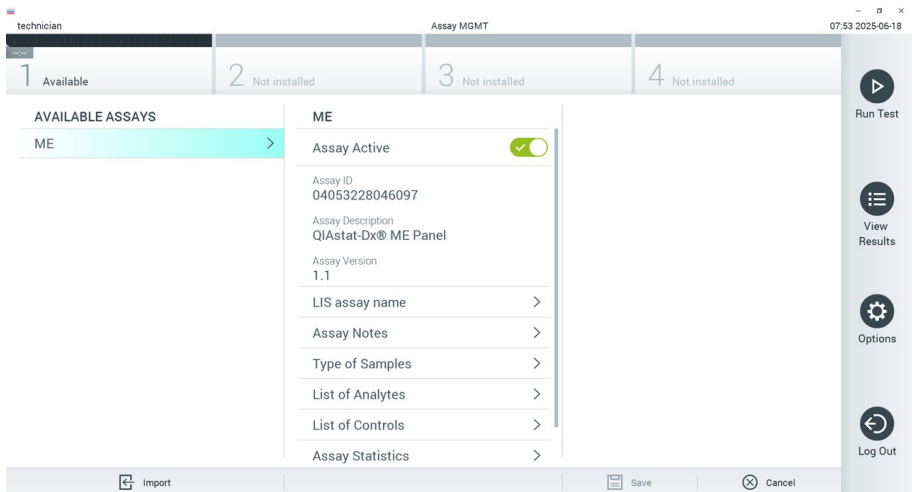 technician
Assay MGMT
07:53 2025-06-18
--:--
1 Available
2 Not installed
3 Not installed
4 Not installed
Run Test
View
Results
Options
Log Out
AVAILABLE ASSAYS
ME
ME
Assay Active
Assay ID
04053228046097
Assay Description
QIAstat-Dx® ME Panel
Assay Version
1.1
LIS assay name
Assay Notes
Type of Samples
List of Analytes
List of Controls
Assay Statistics
Import
Save
Cancel